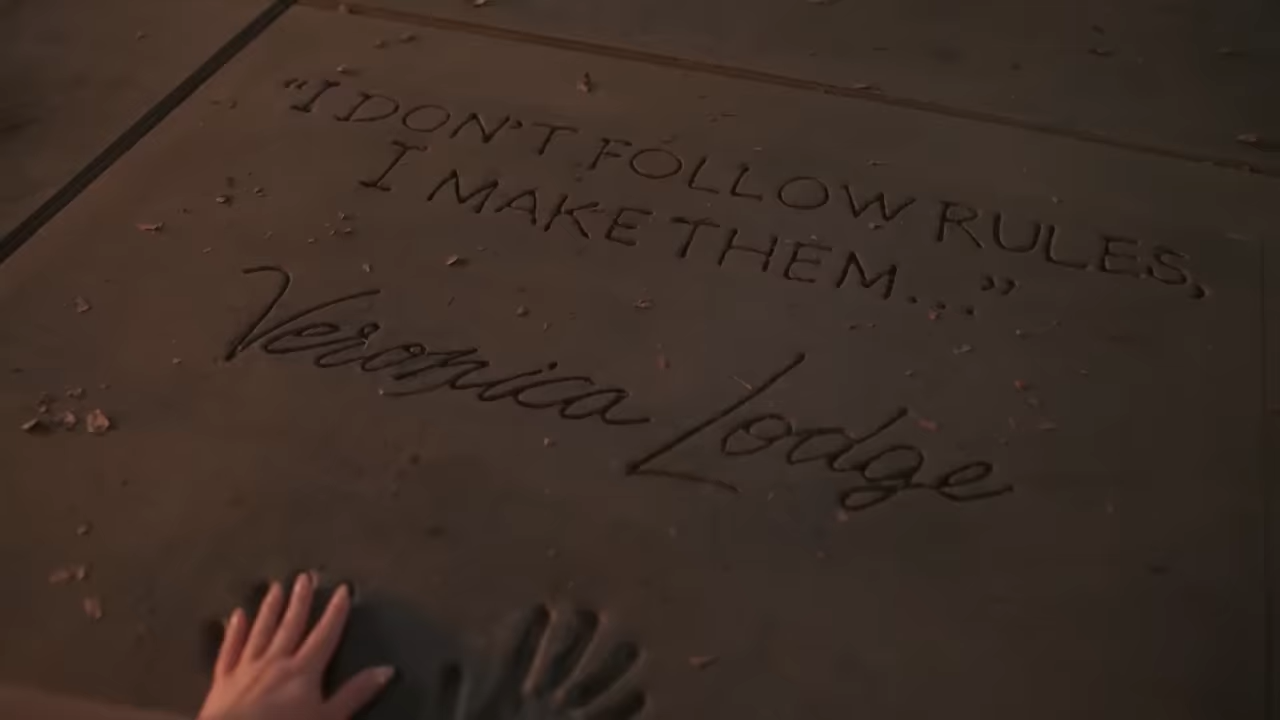 “I DON’T FOLLOW RULES,
I MAKE THEM...”
Veronica Lodge